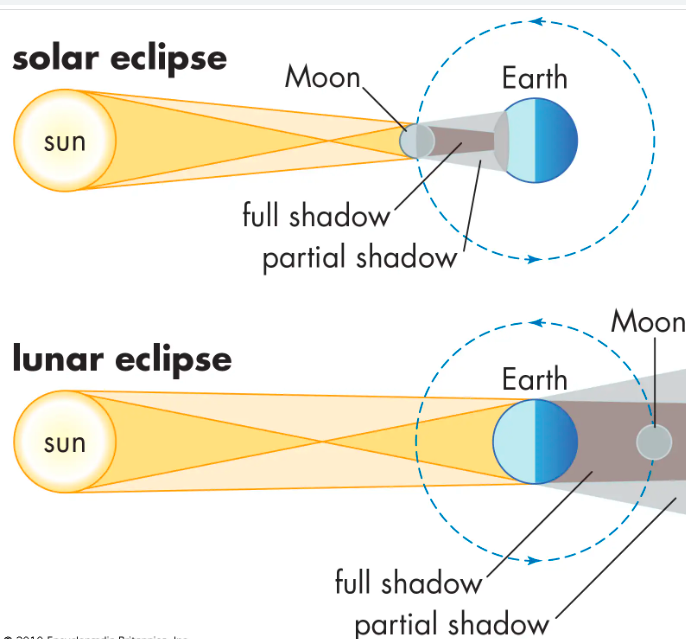 solar eclipse
Moon
Earth
sun
full shadow
partial shadow
Moon
lunar eclipse
Earth
sun
full shadow
partial shadow